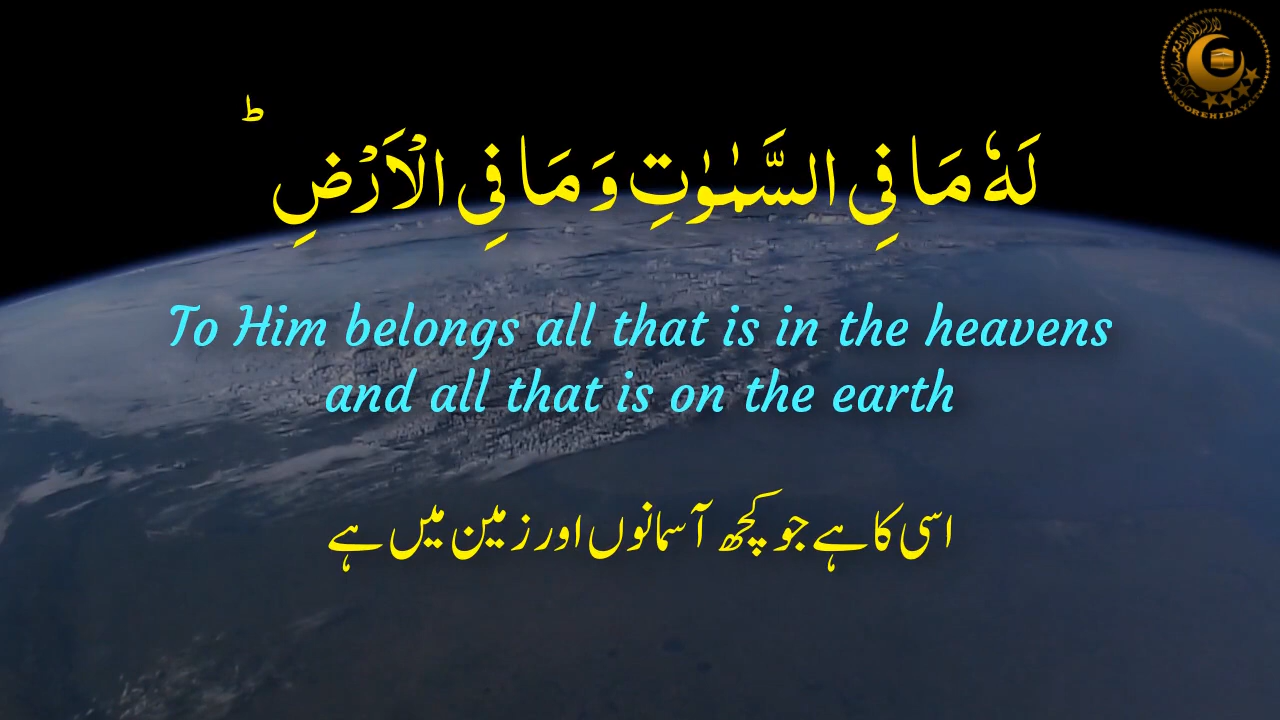 لَهٗ مَا فِى السَّمٰوٰتِ وَ مَا فِى الْاَرْضِ ؕ
To Him belongs all that is in the heavens
and all that is on the earth
اسی کا ہے جو کچھ آسمانوں اور زمین میں ہے
NOOREHIDAYAT